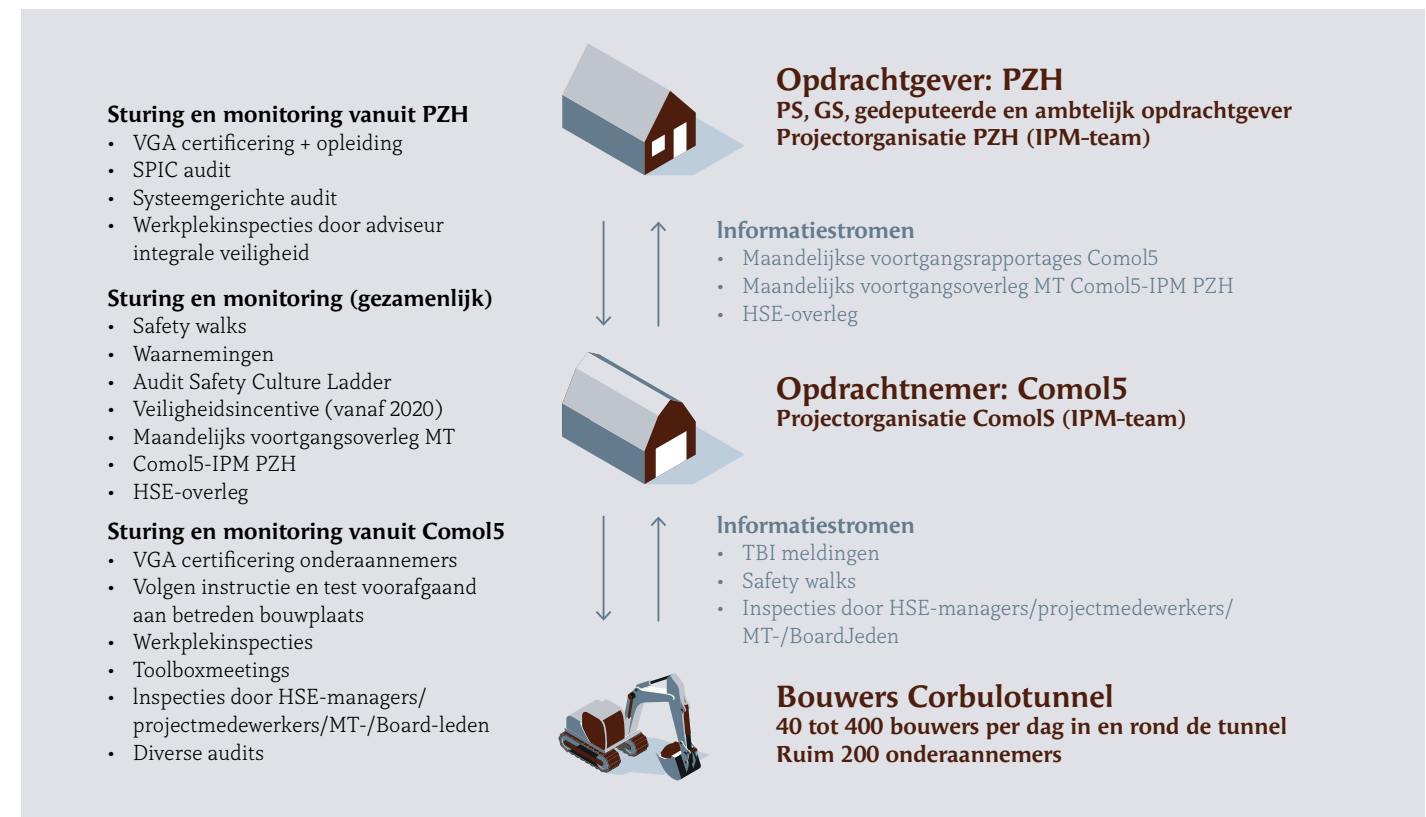 Sturing en monitoring vanuit PZH
• VGA certificering + opleiding
• SPIC audit
• Systeemgerichte audit
• Werkplekinspecties door adviseur
integrale veiligheid
Sturing en monitoring (gezamenlijk)
• Safety walks
• Waarnemingen
• Audit Safety Culture Ladder
• Veiligheidsincentive (vanaf 2020)
• Maandelijks voortgangsoverleg MT
• Comol5-IPM PZH
• HSE-overleg
Sturing en monitoring vanuit Comol5
• VGA certificering onderaannemers
• Volgen instructie en test voorafgaand
aan betreden bouwplaats
• Werkplekinspecties
• Toolboxmeetings
• lnspecties door HSE-managers/
projectmedewerkers/MT-/Board-leden
• Diverse audits
Opdrachtgever: PZH
PS, GS, gedeputeerde en ambtelijk opdrachtgever
Projectorganisatie PZH (IPM-team)
lnformatiestromen
• Maandelijkse voortgangsrapportages Comol5
• Maandelijks voortgangsoverleg MT Comol5-IPM PZH
• HSE-overleg
Opdrachtnemer: Comol5
Projectorganisatie ComolS (IPM-team)
lnformatiestromen
• TBI meldingen
• Safety walks
• Inspecties door HSE-managers/projectmedewerkers/
MT-/BoardJeden
Bouwers Corbulotunnel
40 tot 400 bouwers per dag in en rond de tunnel
Ruim 200 onderaannemers